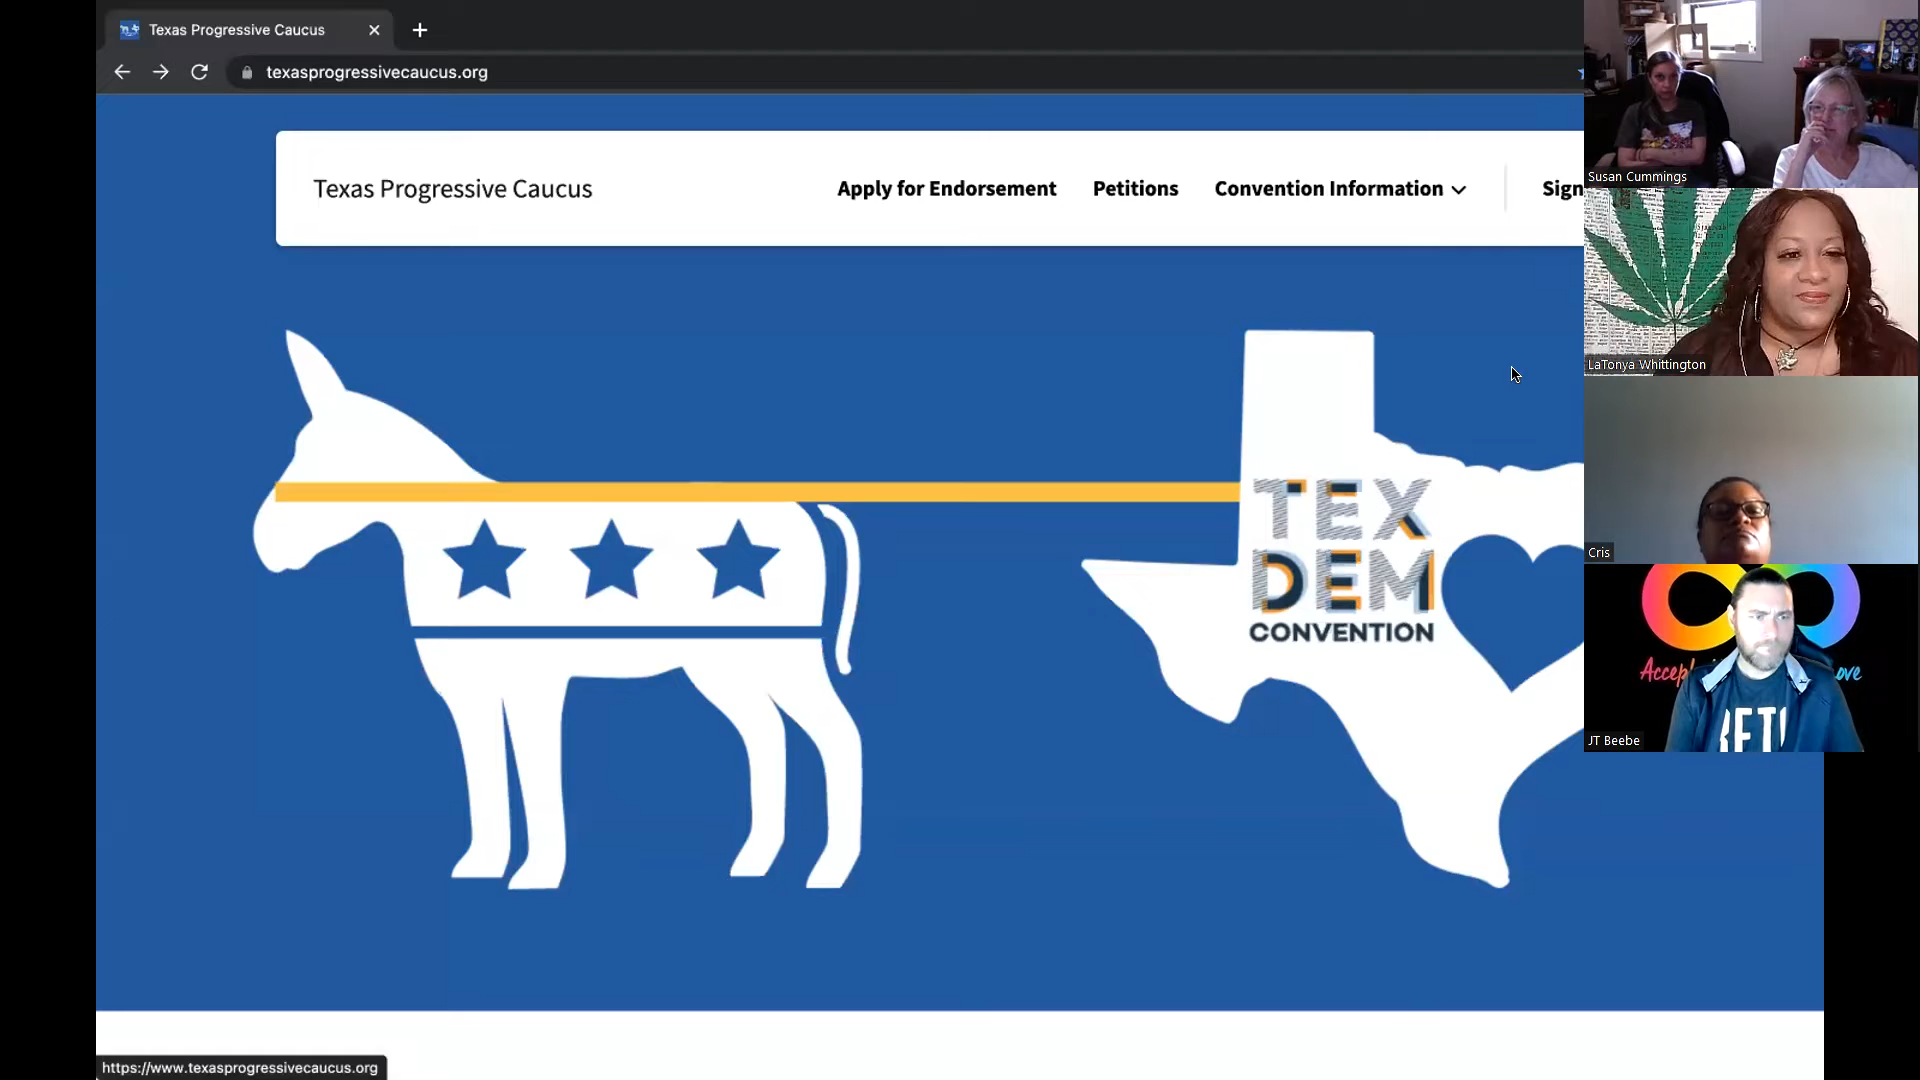 Texas Progressive Caucus
texasprogressivecaucus.org
Texas Progressive Caucus
Apply for Endorsement
Petitions
Convention Information
Sign
TEX
DEM
CONVENTION
Susan Cummings
LaTonya Whittington
Cris
JT Beebe
https://www.texasprogressivecaucus.org